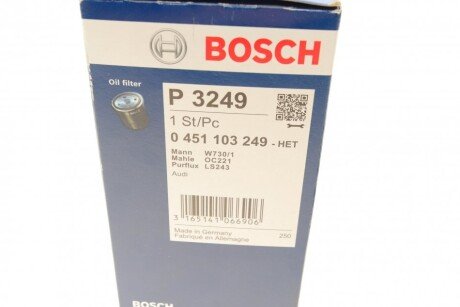 BOSCH
Oil filter
P 3249
1 St/Pc
0 451 103 249 - HET
Mann W730/1
Mahle OC221
Purflux LS243
Audi
3 165141 066906
Made in Germany
Fabriqué en Allemagne
250